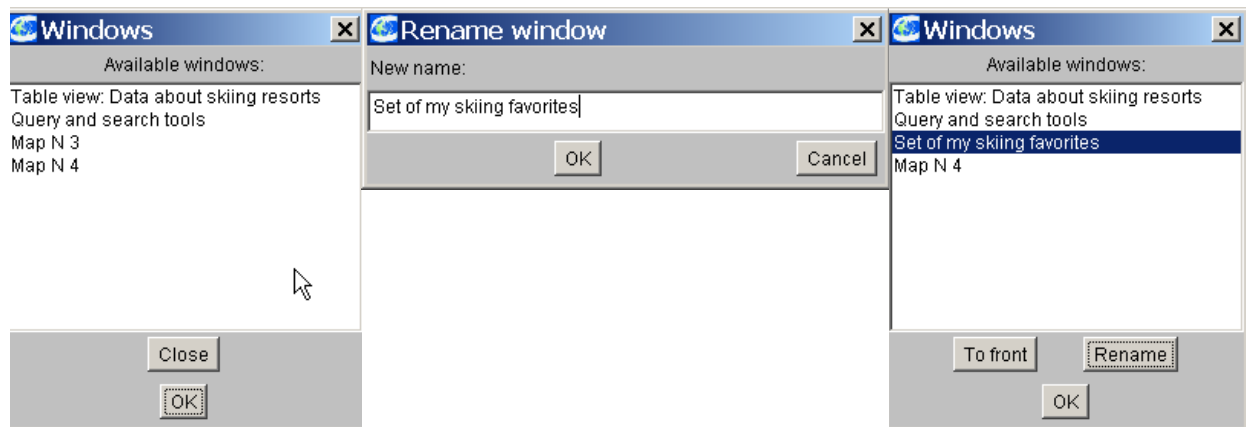 Windows
Available windows:
Table view: Data about skiing resorts
Query and search tools
Map N 3
Map N 4
Close
OK
Rename window
New name:
Set of my skiing favorites
OK Cancel
Windows
Available windows:
Table view: Data about skiing resorts
Query and search tools
Set of my skiing favorites
Map N 4
To front Rename
OK